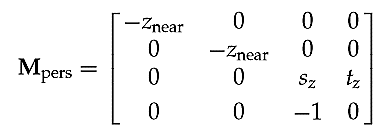 −z_near 0 0 0
0 −z_near 0 0
M_pers = 0 0 s_z t_z
0 0 −1 0